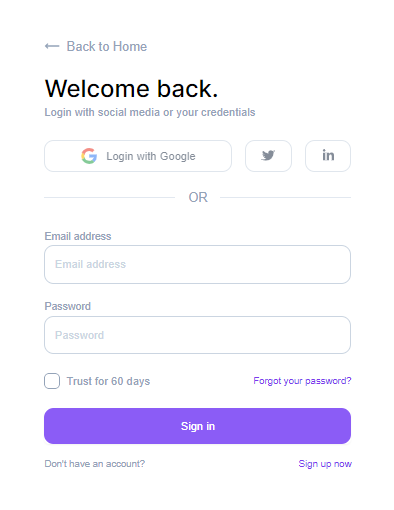 Back to Home
Welcome back.
Login with social media or your credentials
Login with Google
OR
Email address
Email address
Password
Password
Trust for 60 days
Forgot your password?
Sign in
Don't have an account?
Sign up now